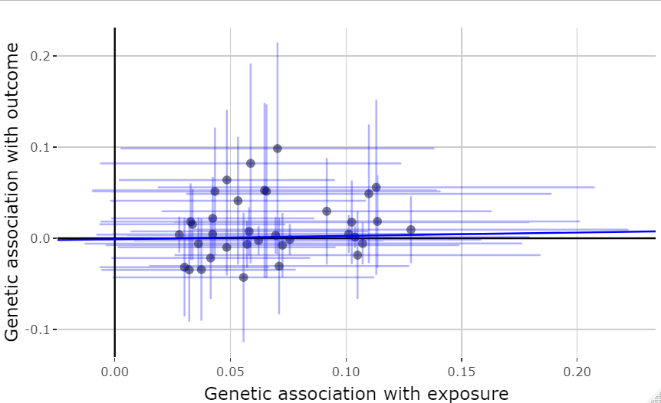 Genetic association with outcome
0.2
0.1
0.0
-0.1
0.00 0.05 0.10 0.15 0.20
Genetic association with exposure